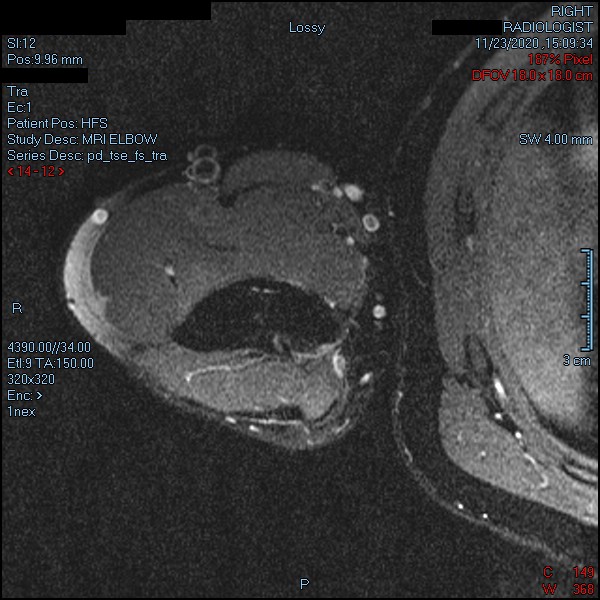 RIGHT
Lossy
RADIOLOGIST
SI:12
11/23/2020 ,15:09:34
Pos:9.96 mm
187% Pixel
DFOV 18.0 x 18.0 cm
Tra
Ec:1
Patient Pos: HFS
Study Desc: MRI ELBOW
SW 4.00 mm
Series Desc: pd_tse_fs_tra
< 14 - 12 >
R
4390.00//34.00
Etl:9 TA:150.00
3 cm
320x320
Enc: >
1nex
P
C 149
W 368